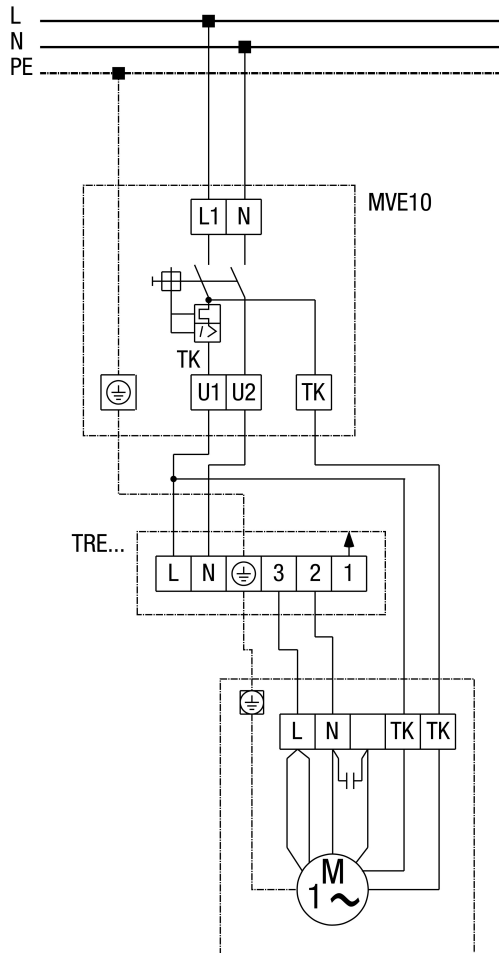 L
N
PE
MVE10
L1 N
I>
TK
U1 U2 TK
TRE...
L N 3 2 1
L N TK TK
M
1 ~